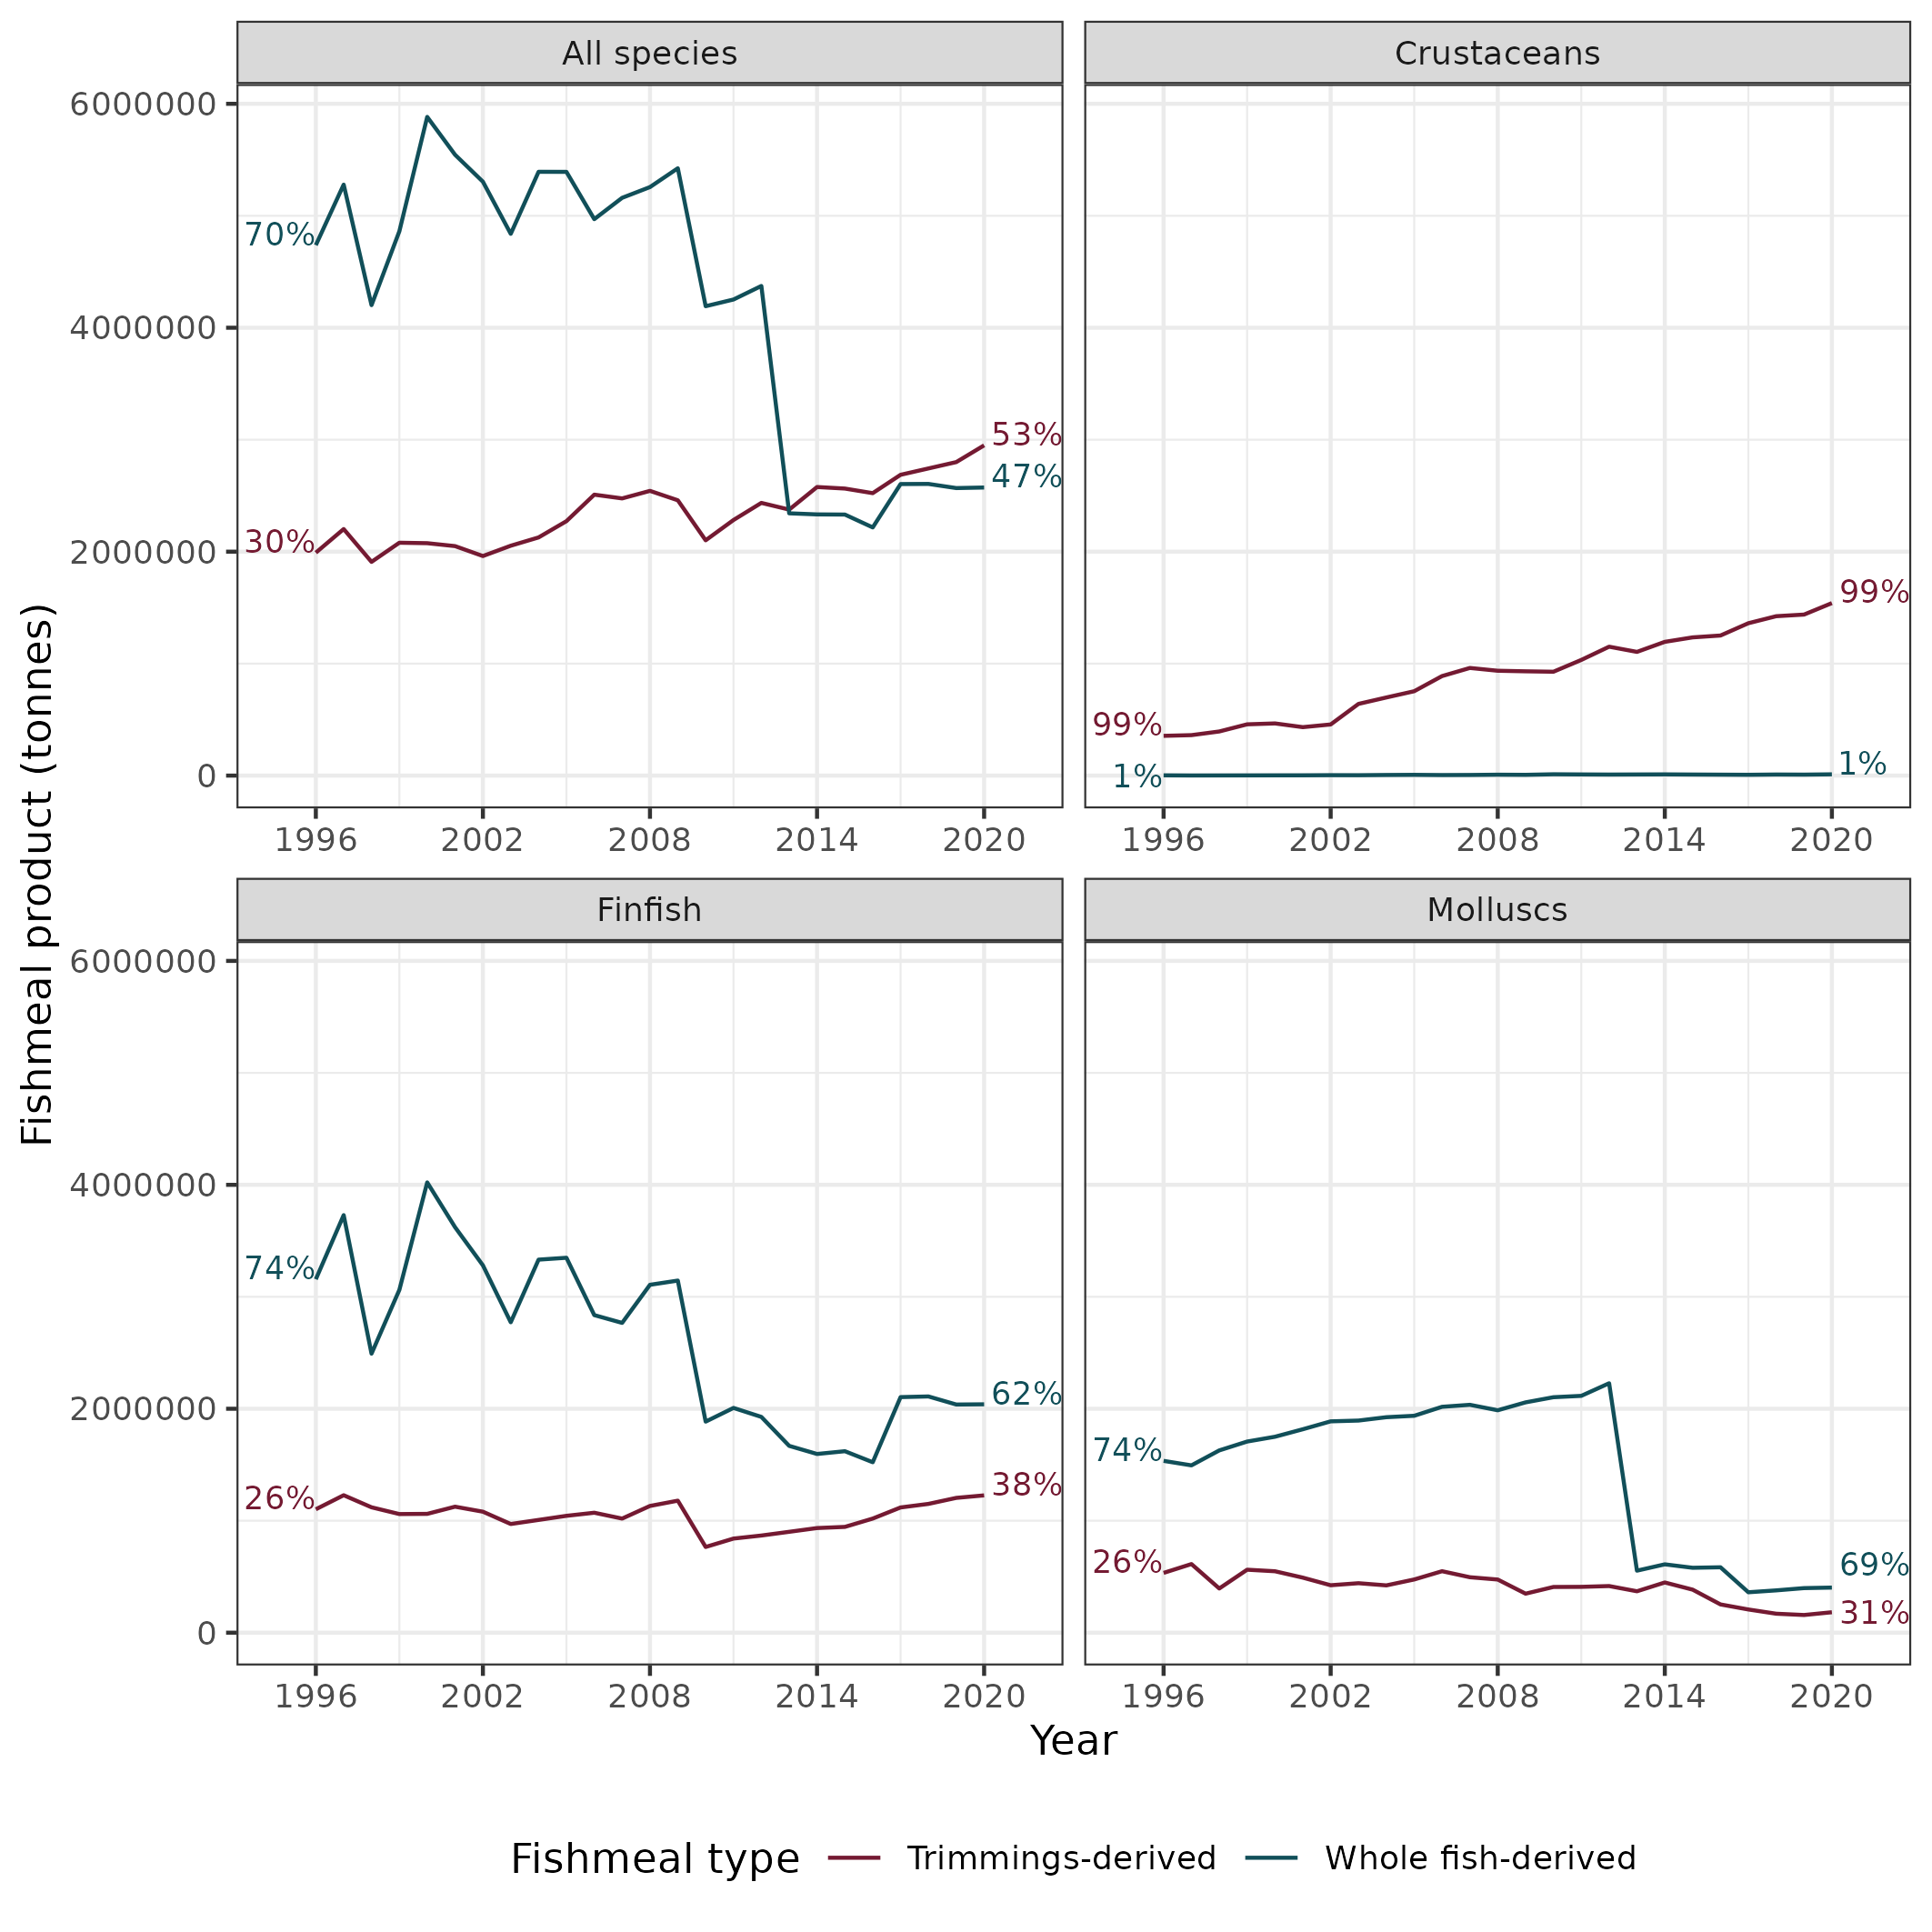 All species
Crustaceans
6000000
4000000
2000000
0
70%
30%
53%
47%
99%
1%
99%
1%
1996 2002 2008 2014 2020
1996 2002 2008 2014 2020
Fishmeal product (tonnes)
Finfish
Molluscs
6000000
4000000
2000000
0
74%
26%
62%
38%
74%
26%
69%
31%
1996 2002 2008 2014 2020
1996 2002 2008 2014 2020
Year
Fishmeal type Trimmings-derived Whole fish-derived